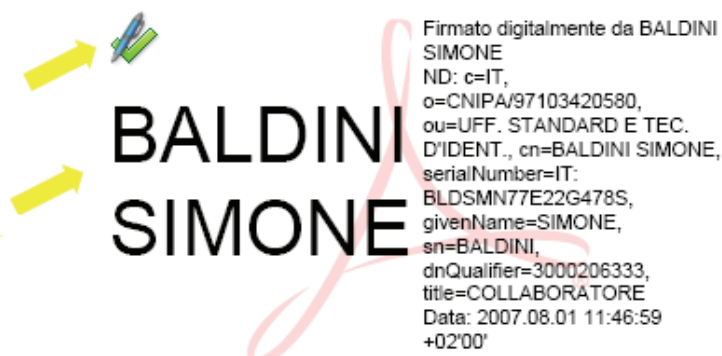 BALDINI
SIMONE
Firmato digitalmente da BALDINI
SIMONE
ND: c=IT,
o=CNIPA/97103420580,
ou=UFF. STANDARD E TEC.
D'IDENT., cn=BALDINI SIMONE,
serialNumber=IT:
BLDSMN77E22G478S,
givenName=SIMONE,
sn=BALDINI,
dnQualifier=3000206333,
title=COLLABORATORE
Data: 2007.08.01 11:46:59
+02'00'